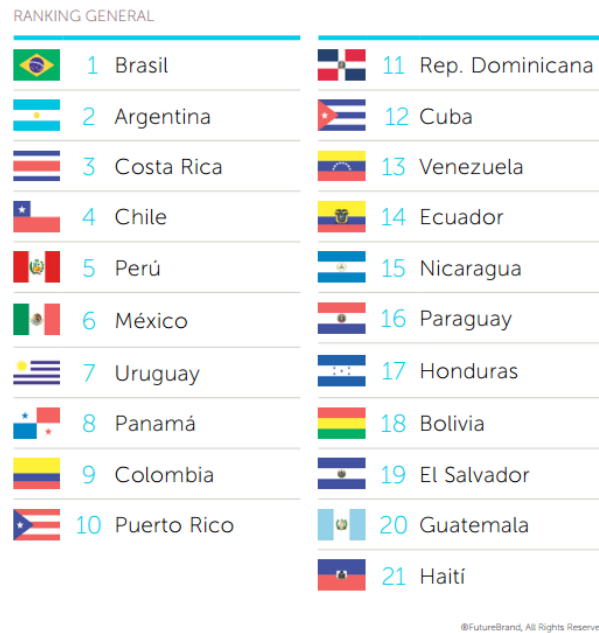 RANKING GENERAL
1 Brasil
2 Argentina
3 Costa Rica
4 Chile
5 Perú
6 México
7 Uruguay
8 Panamá
9 Colombia
10 Puerto Rico
11 Rep. Dominicana
12 Cuba
13 Venezuela
14 Ecuador
15 Nicaragua
16 Paraguay
17 Honduras
18 Bolivia
19 El Salvador
20 Guatemala
21 Haití
®FutureBrand, All Rights Reserve